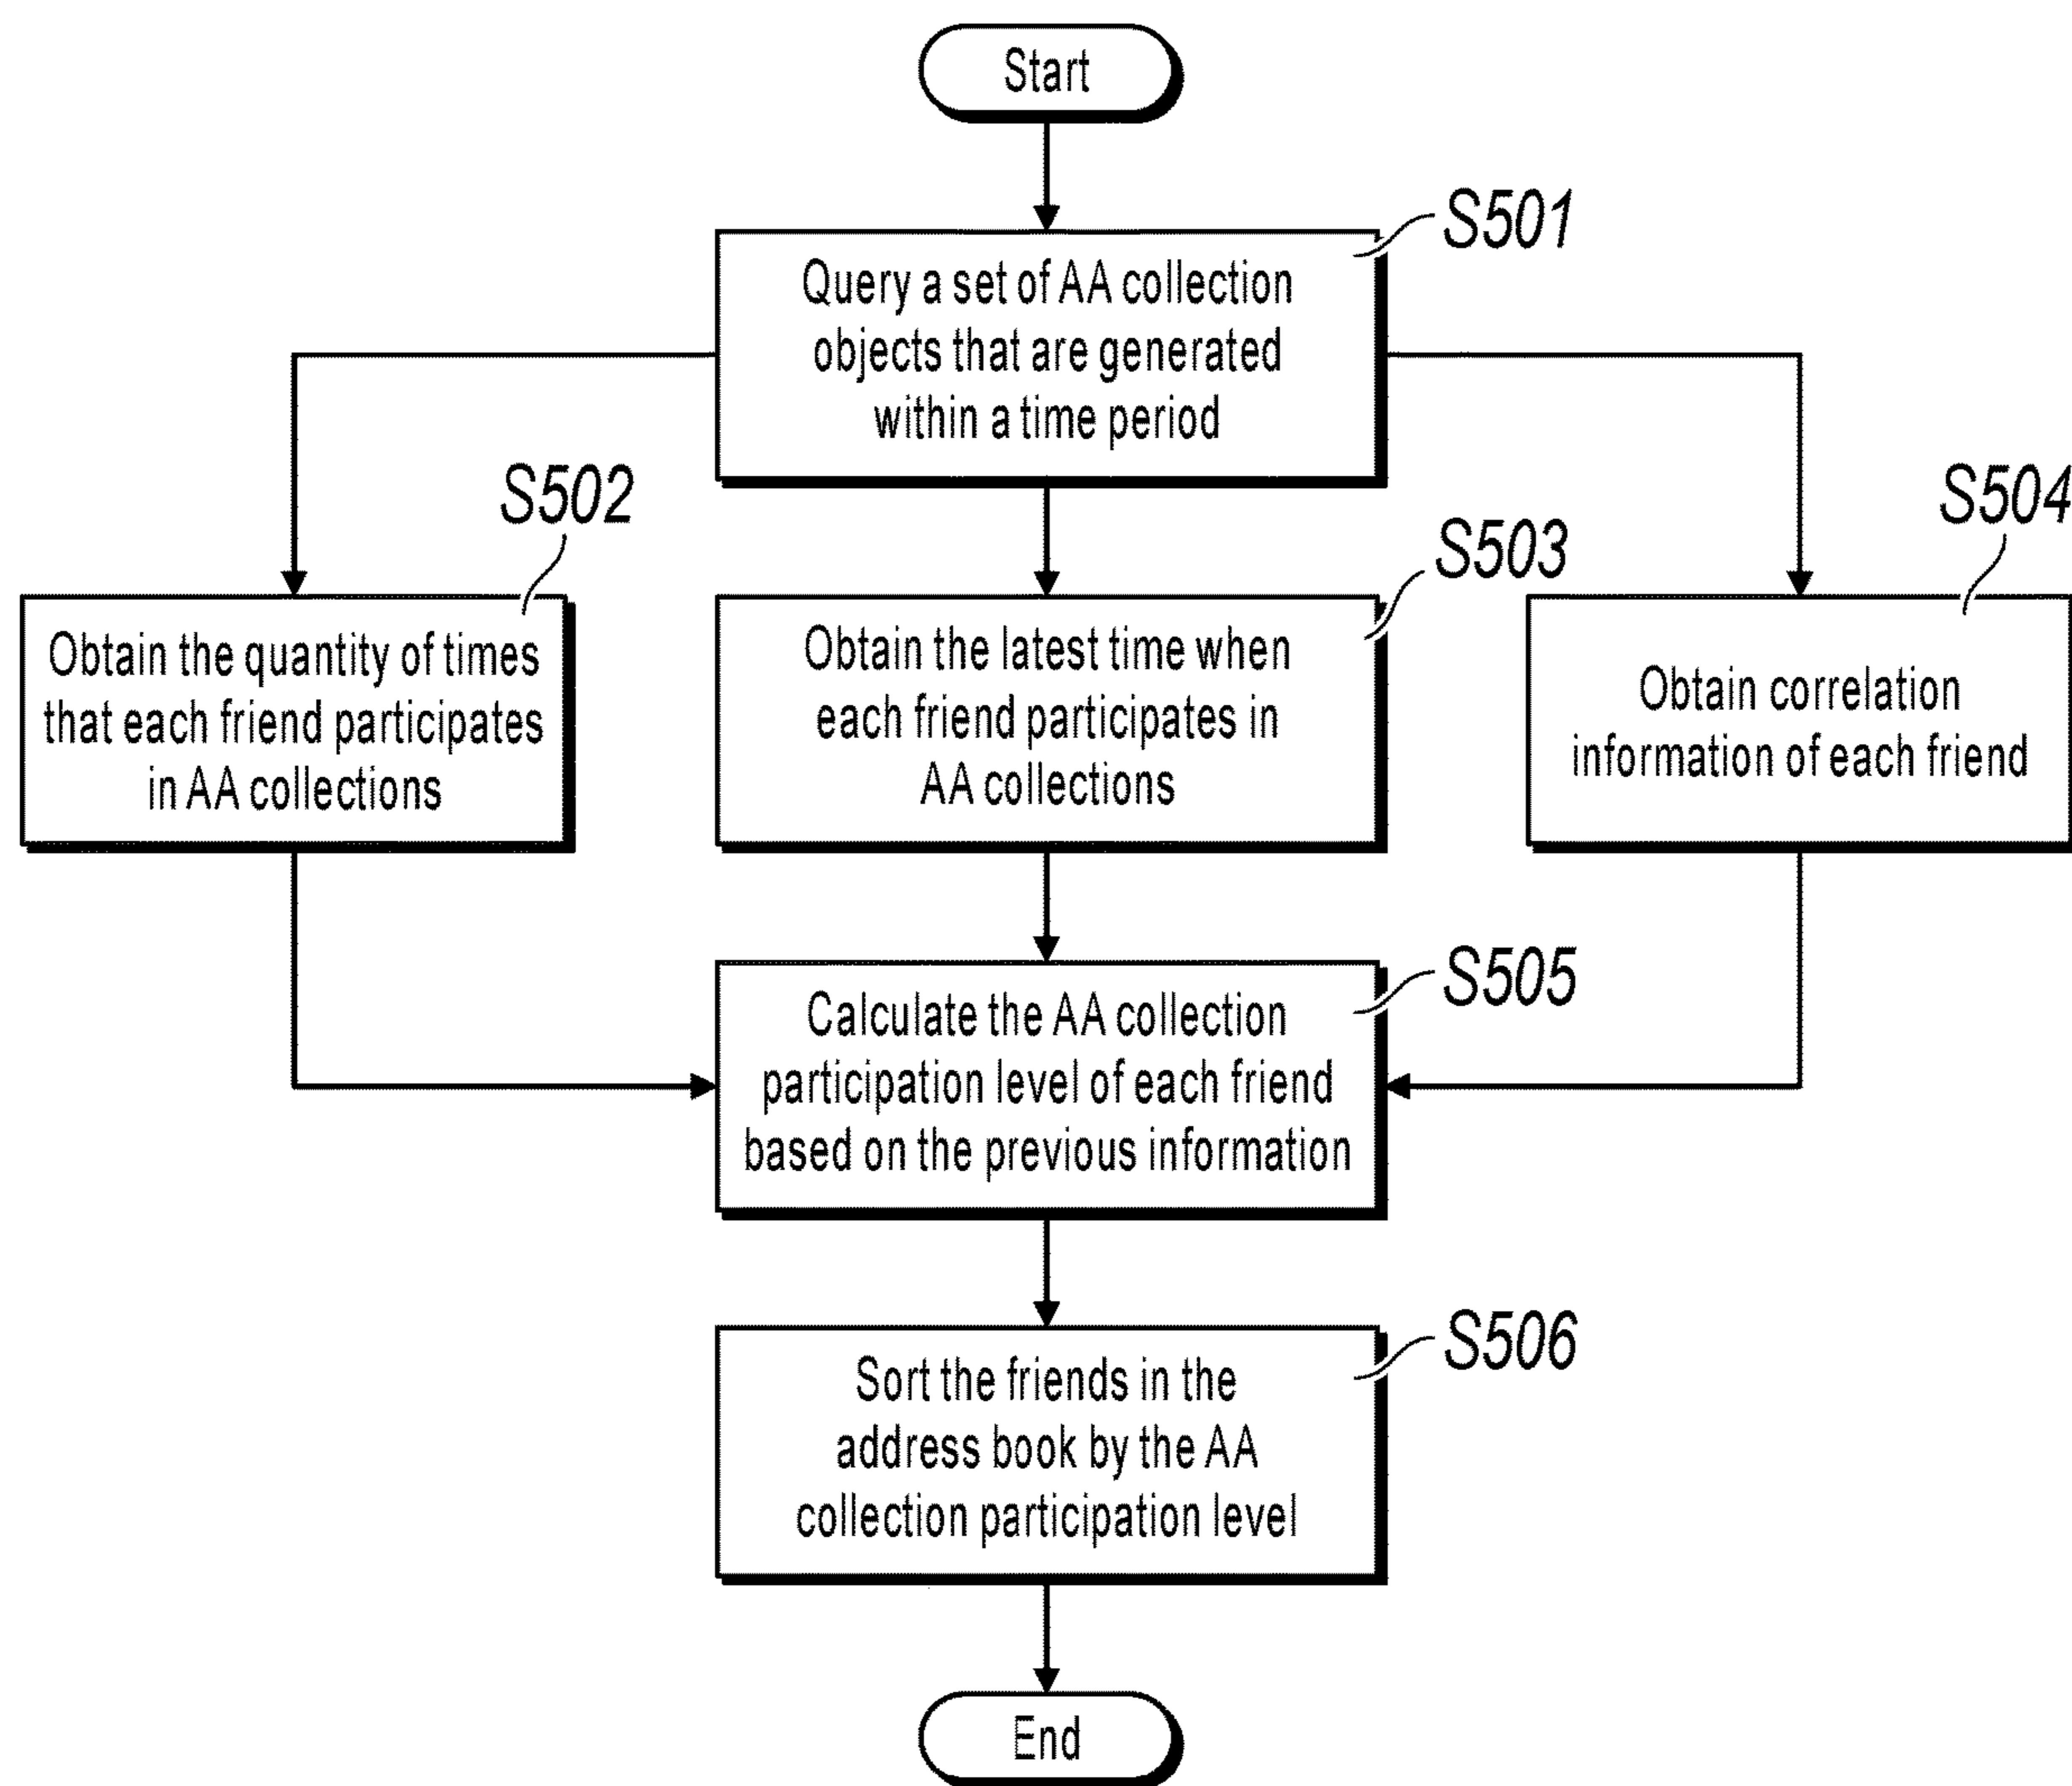 Start
S501
Query a set of AA collection
objects that are generated
within a time period
S502
Obtain the quantity of times
that each friend participates
in AA collections
S503
Obtain the latest time when
each friend participates in
AA collections
S504
Obtain correlation
information of each friend
S505
Calculate the AA collection
participation level of each friend
based on the previous information
S506
Sort the friends in the
address book by the AA
collection participation level
End